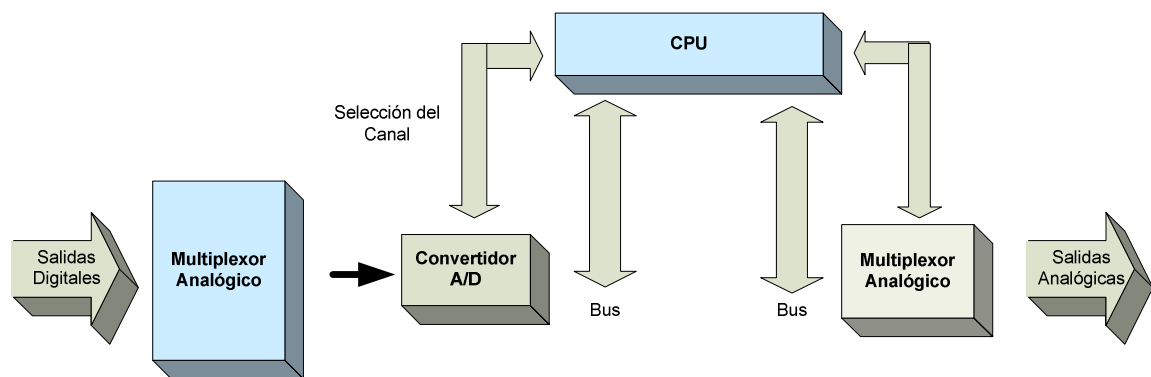 CPU
Selección del
Canal
Salidas
Digitales
Multiplexor
Analógico
Convertidor
A/D
Bus
Bus
Multiplexor
Analógico
Salidas
Analógicas